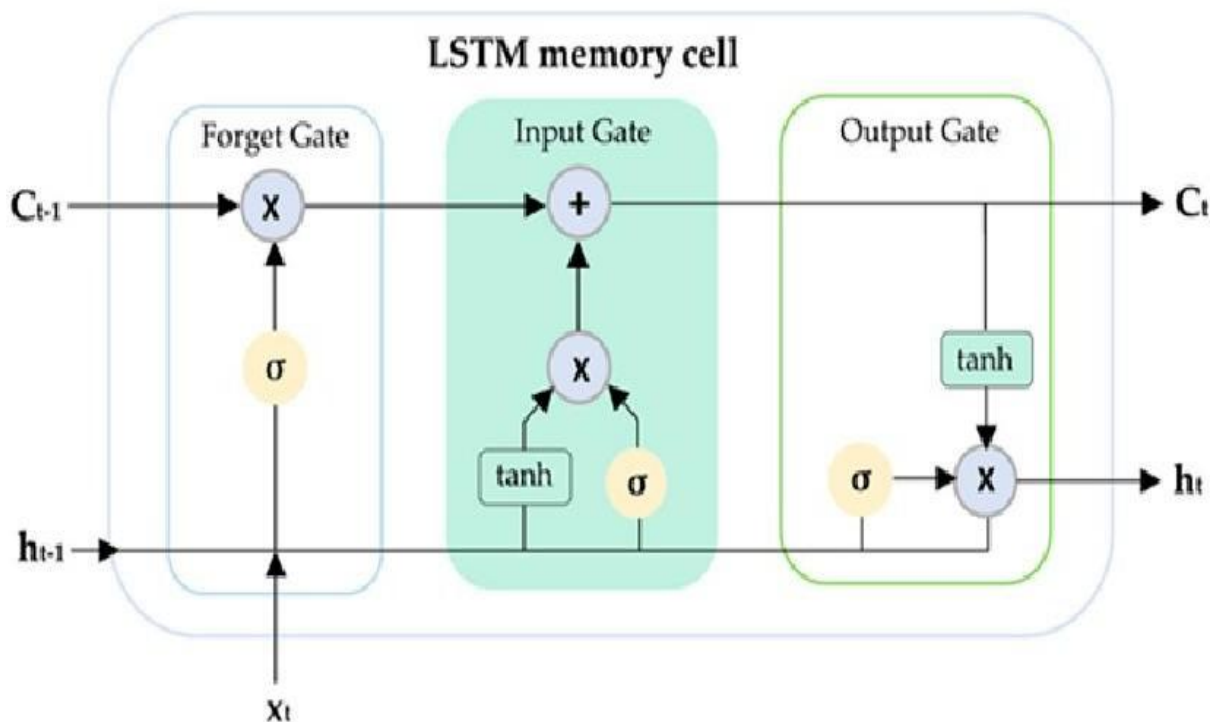 LSTM memory cell
Forget Gate
Input Gate
Output Gate
Ct-1
X
+
Ct
σ
X
tanh
tanh
σ
σ
X
ht
ht-1
xt